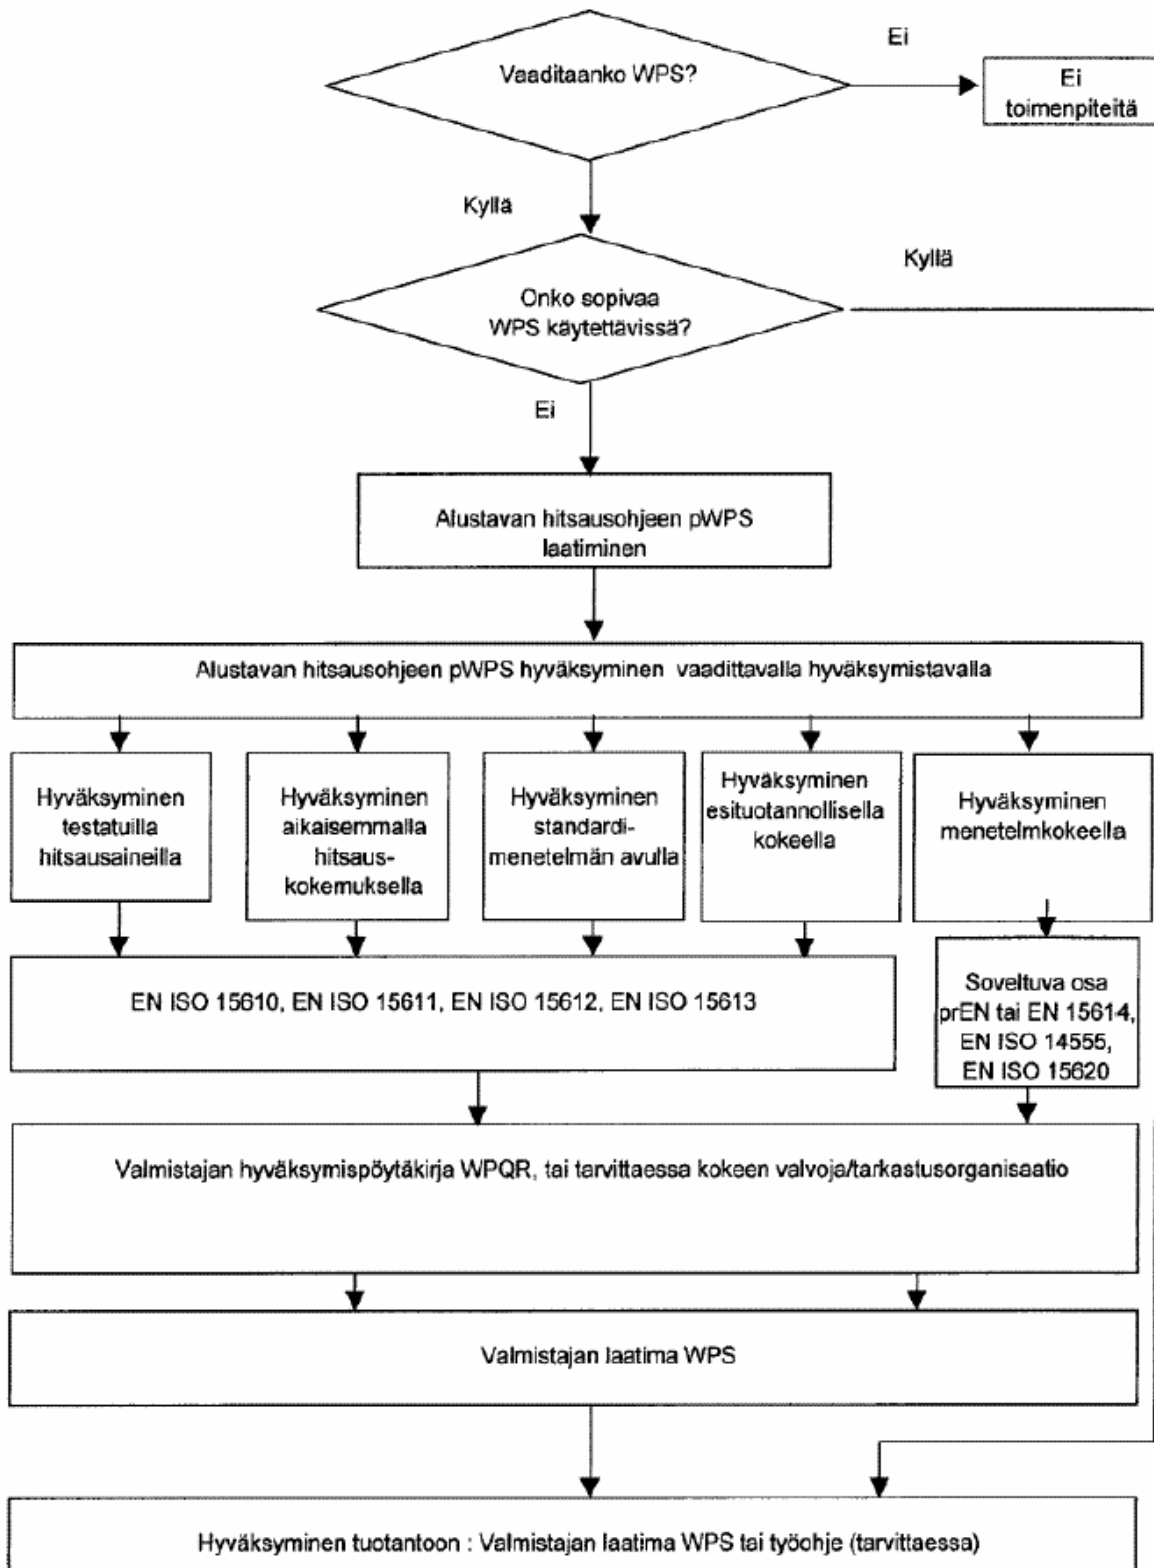 Ei
Vaaditaanko WPS?
Ei
toimenpiteitä
Kyllä
Kyllä
Onko sopivaa
WPS käytettävissä?
Ei
Alustavan hitsausohjeen pWPS
laatiminen
Alustavan hitsausohjeen pWPS hyväksyminen vaadittavalla hyväksymistavalla
Hyväksyminen
testatuilla
hitsausaineilla
Hyväksyminen
aikaisemmalla
hitsaus-
kokemuksella
Hyväksyminen
standardi-
menetelmän avulla
Hyväksyminen
esituotannollisella
kokeella
Hyväksyminen
menetelmkokeella
EN ISO 15610, EN ISO 15611, EN ISO 15612, EN ISO 15613
Soveltuva osa
prEN tai EN 15614,
EN ISO 14555,
EN ISO 15620
Valmistajan hyväksymispöytäkirja WPQR, tai tarvittaessa kokeen valvoja/tarkastusorganisaatio
Valmistajan laatima WPS
Hyväksyminen tuotantoon : Valmistajan laatima WPS tai työohje (tarvittaessa)